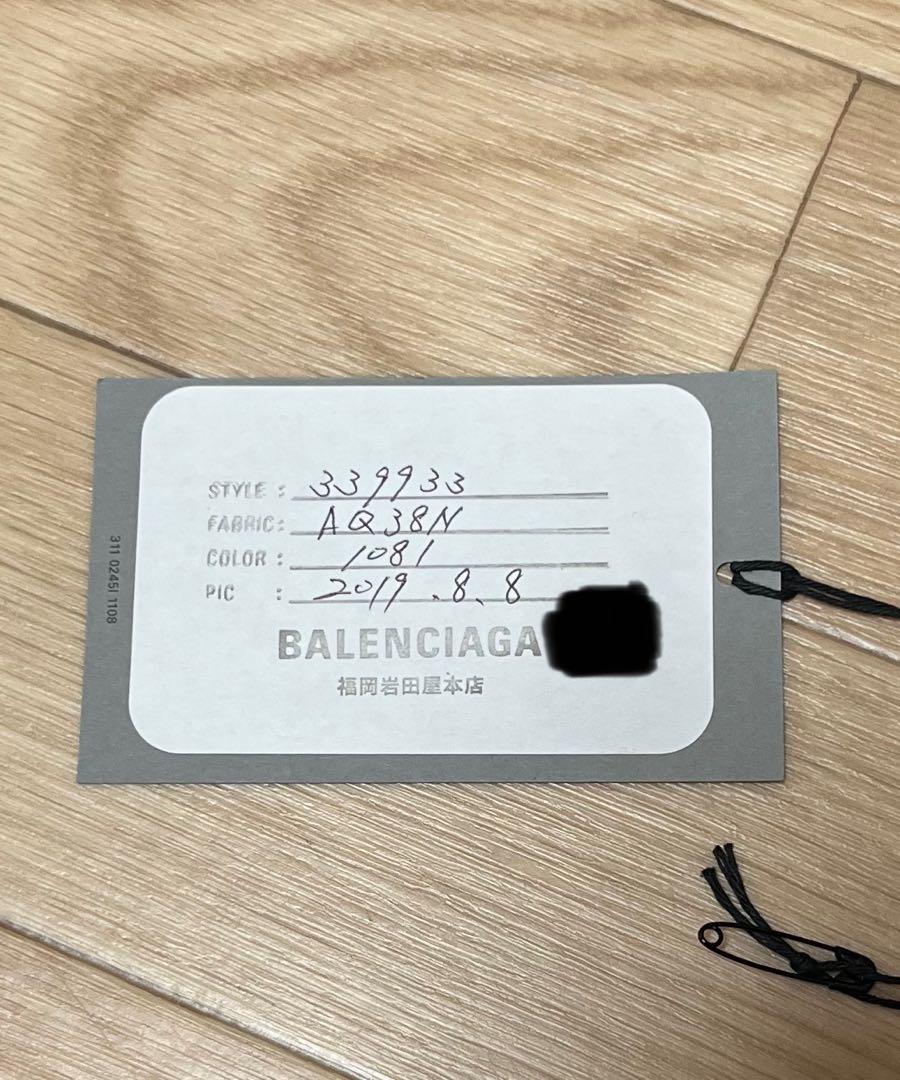 STYLE : 339933
FABRIC: AQ38N
COLOR : 1081
PIC : 2019.8.8
BALENCIAGA
福岡岩田屋本店
311 0245I 1108